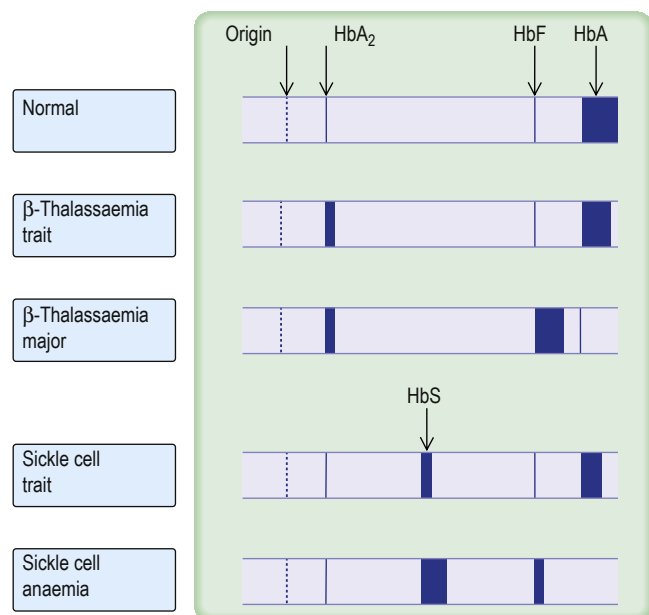 Origin HbA₂ HbF HbA
Normal
β-Thalassaemia
trait
β-Thalassaemia
major
HbS
Sickle cell
trait
Sickle cell
anaemia